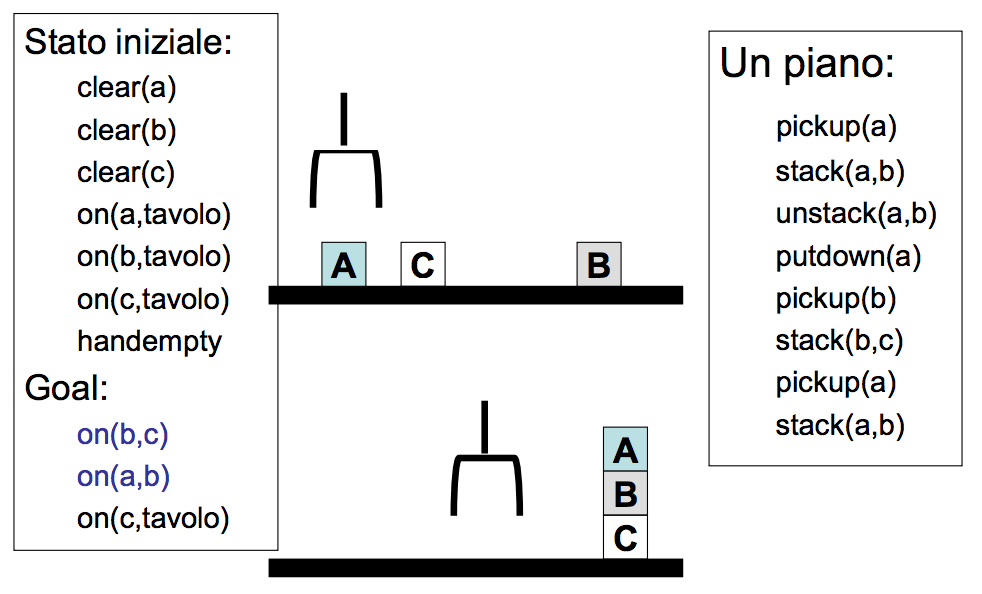 Stato iniziale:
clear(a)
clear(b)
clear(c)
on(a,tavolo)
on(b,tavolo)
on(c,tavolo)
handempty
Goal:
on(b,c)
on(a,b)
on(c,tavolo)
A
C
B
A
B
C
Un piano:
pickup(a)
stack(a,b)
unstack(a,b)
putdown(a)
pickup(b)
stack(b,c)
pickup(a)
stack(a,b)